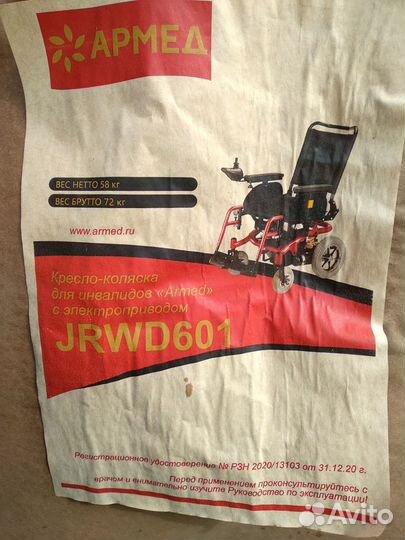 АРМЕД
ВЕС НЕТТО 58 кг
ВЕС БРУТТО 72 кг
www.armed.ru
Кресло-коляска
для инвалидов «Armed»
с электроприводом
JRWD601
Регистрационное удостоверение № РЗН 2020/13103 от 31.12.20 г.
Перед применением проконсультируйтесь с
врачом и внимательно изучите Руководство по эксплуатации!
Avito